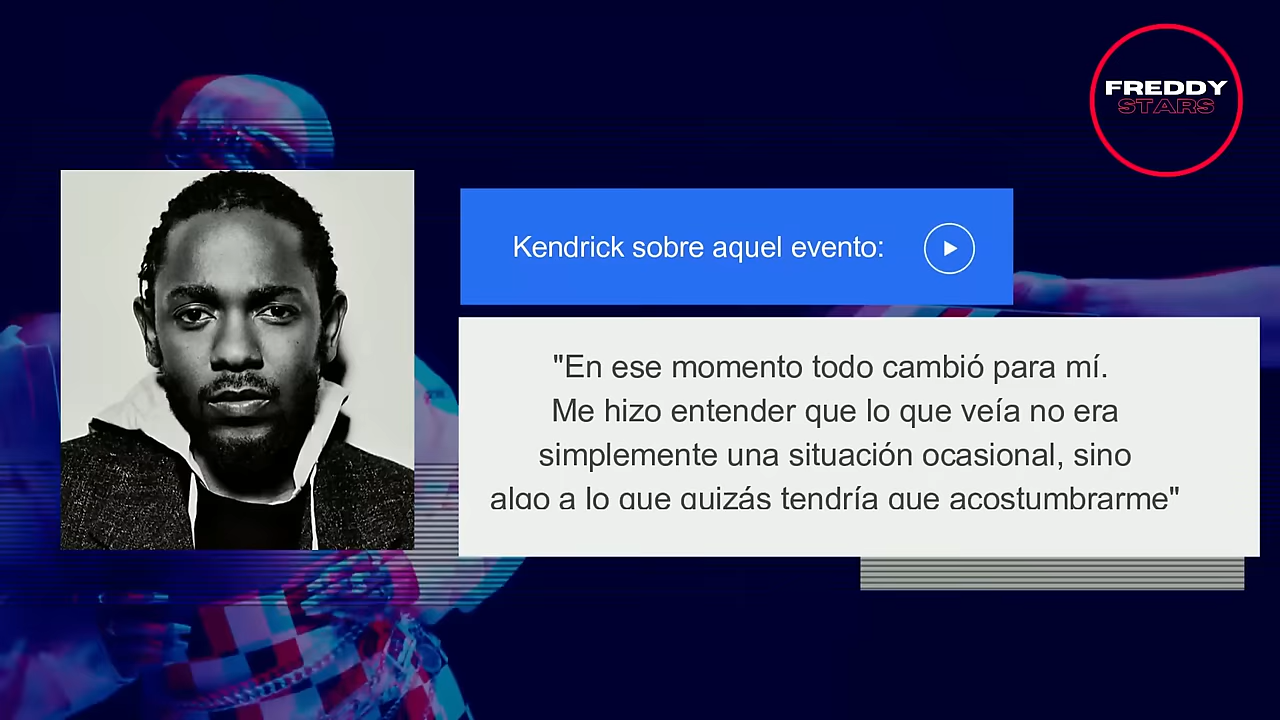 FREDDY
STARS
Kendrick sobre aquel evento:
"En ese momento todo cambió para mí.
Me hizo entender que lo que veía no era
simplemente una situación ocasional, sino
algo a lo que quizás tendría que acostumbrarme"